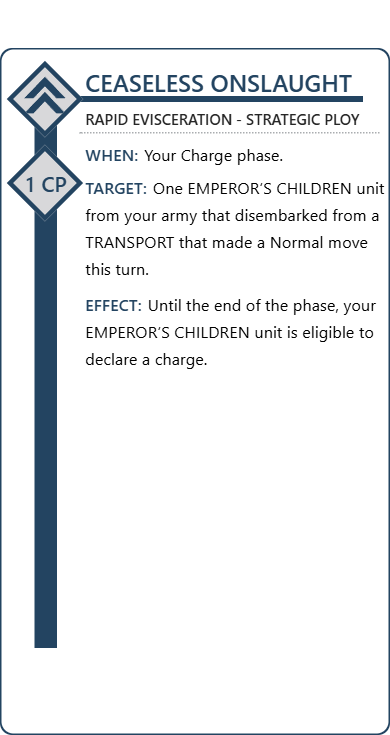 CEASELESS ONSLAUGHT
RAPID EVISCERATION - STRATEGIC PLOY
WHEN: Your Charge phase.
1 CP
TARGET: One EMPEROR’S CHILDREN unit
from your army that disembarked from a
TRANSPORT that made a Normal move
this turn.
EFFECT: Until the end of the phase, your
EMPEROR’S CHILDREN unit is eligible to
declare a charge.